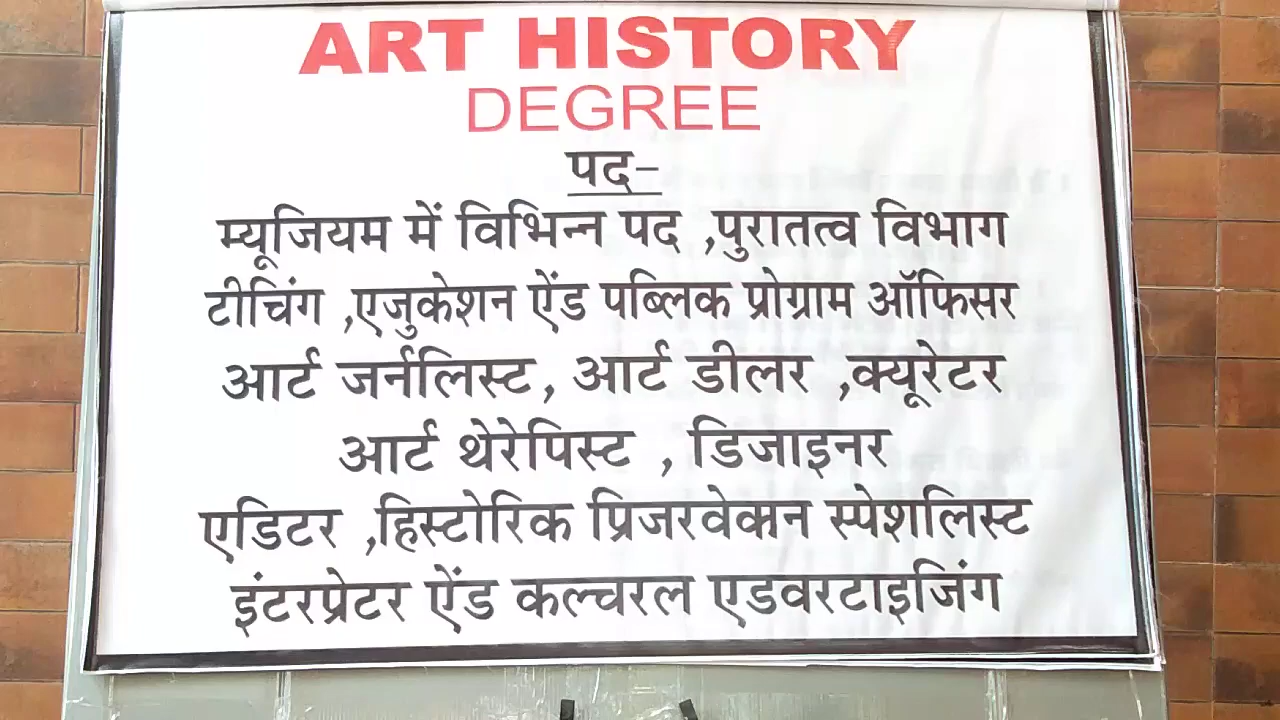 ART HISTORY
DEGREE
पद-
म्यूजियम में विभिन्न पद ,पुरातत्व विभाग
टीचिंग ,एजुकेशन ऐंड पब्लिक प्रोग्राम ऑफिसर
आर्ट जर्नलिस्ट, आर्ट डीलर ,क्यूरेटर
आर्ट थेरेपिस्ट , डिजाइनर
एडिटर ,हिस्टोरिक प्रिजरवेकन स्पेशलिस्ट
इंटरप्रेटर ऐंड कल्चरल एडवरटाइजिंग